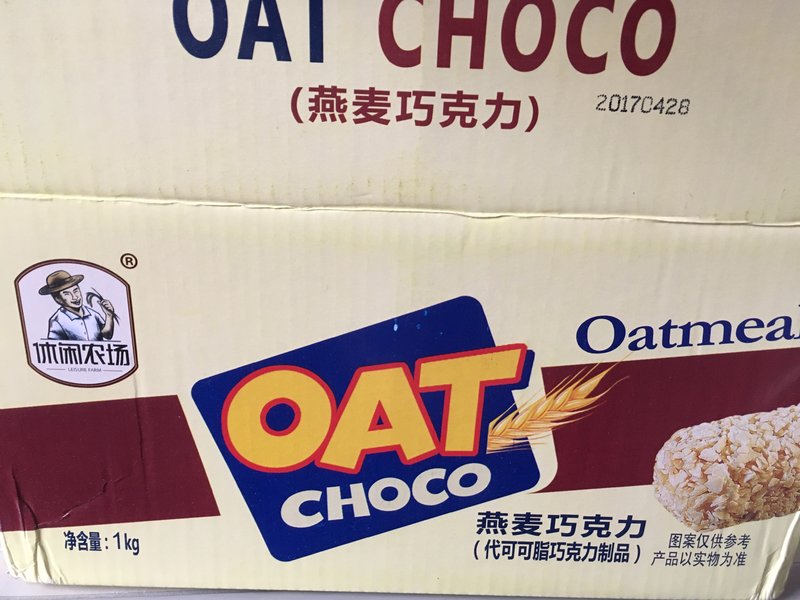 OAT CHOCO
(燕麦巧克力)
20170428
®
休闲农场
LEISURE FARM
OAT
CHOCO
Oatmeal
净含量:1kg
燕麦巧克力
(代可可脂巧克力制品)
图案仅供参考
产品以实物为准